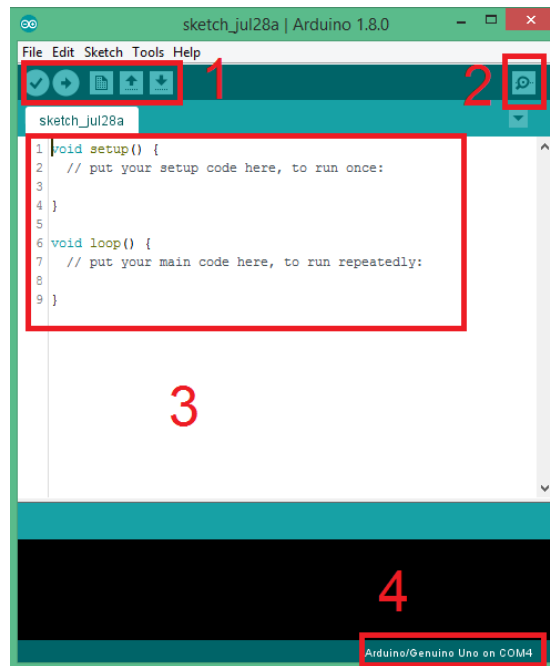 sketch_jul28a | Arduino 1.8.0
File Edit Sketch Tools Help
1
2
sketch_jul28a
1 void setup() {
2 // put your setup code here, to run once:
3
4 }
5
6 void loop() {
7 // put your main code here, to run repeatedly:
8
9 }
3
4
Arduino/Genuino Uno on COM4